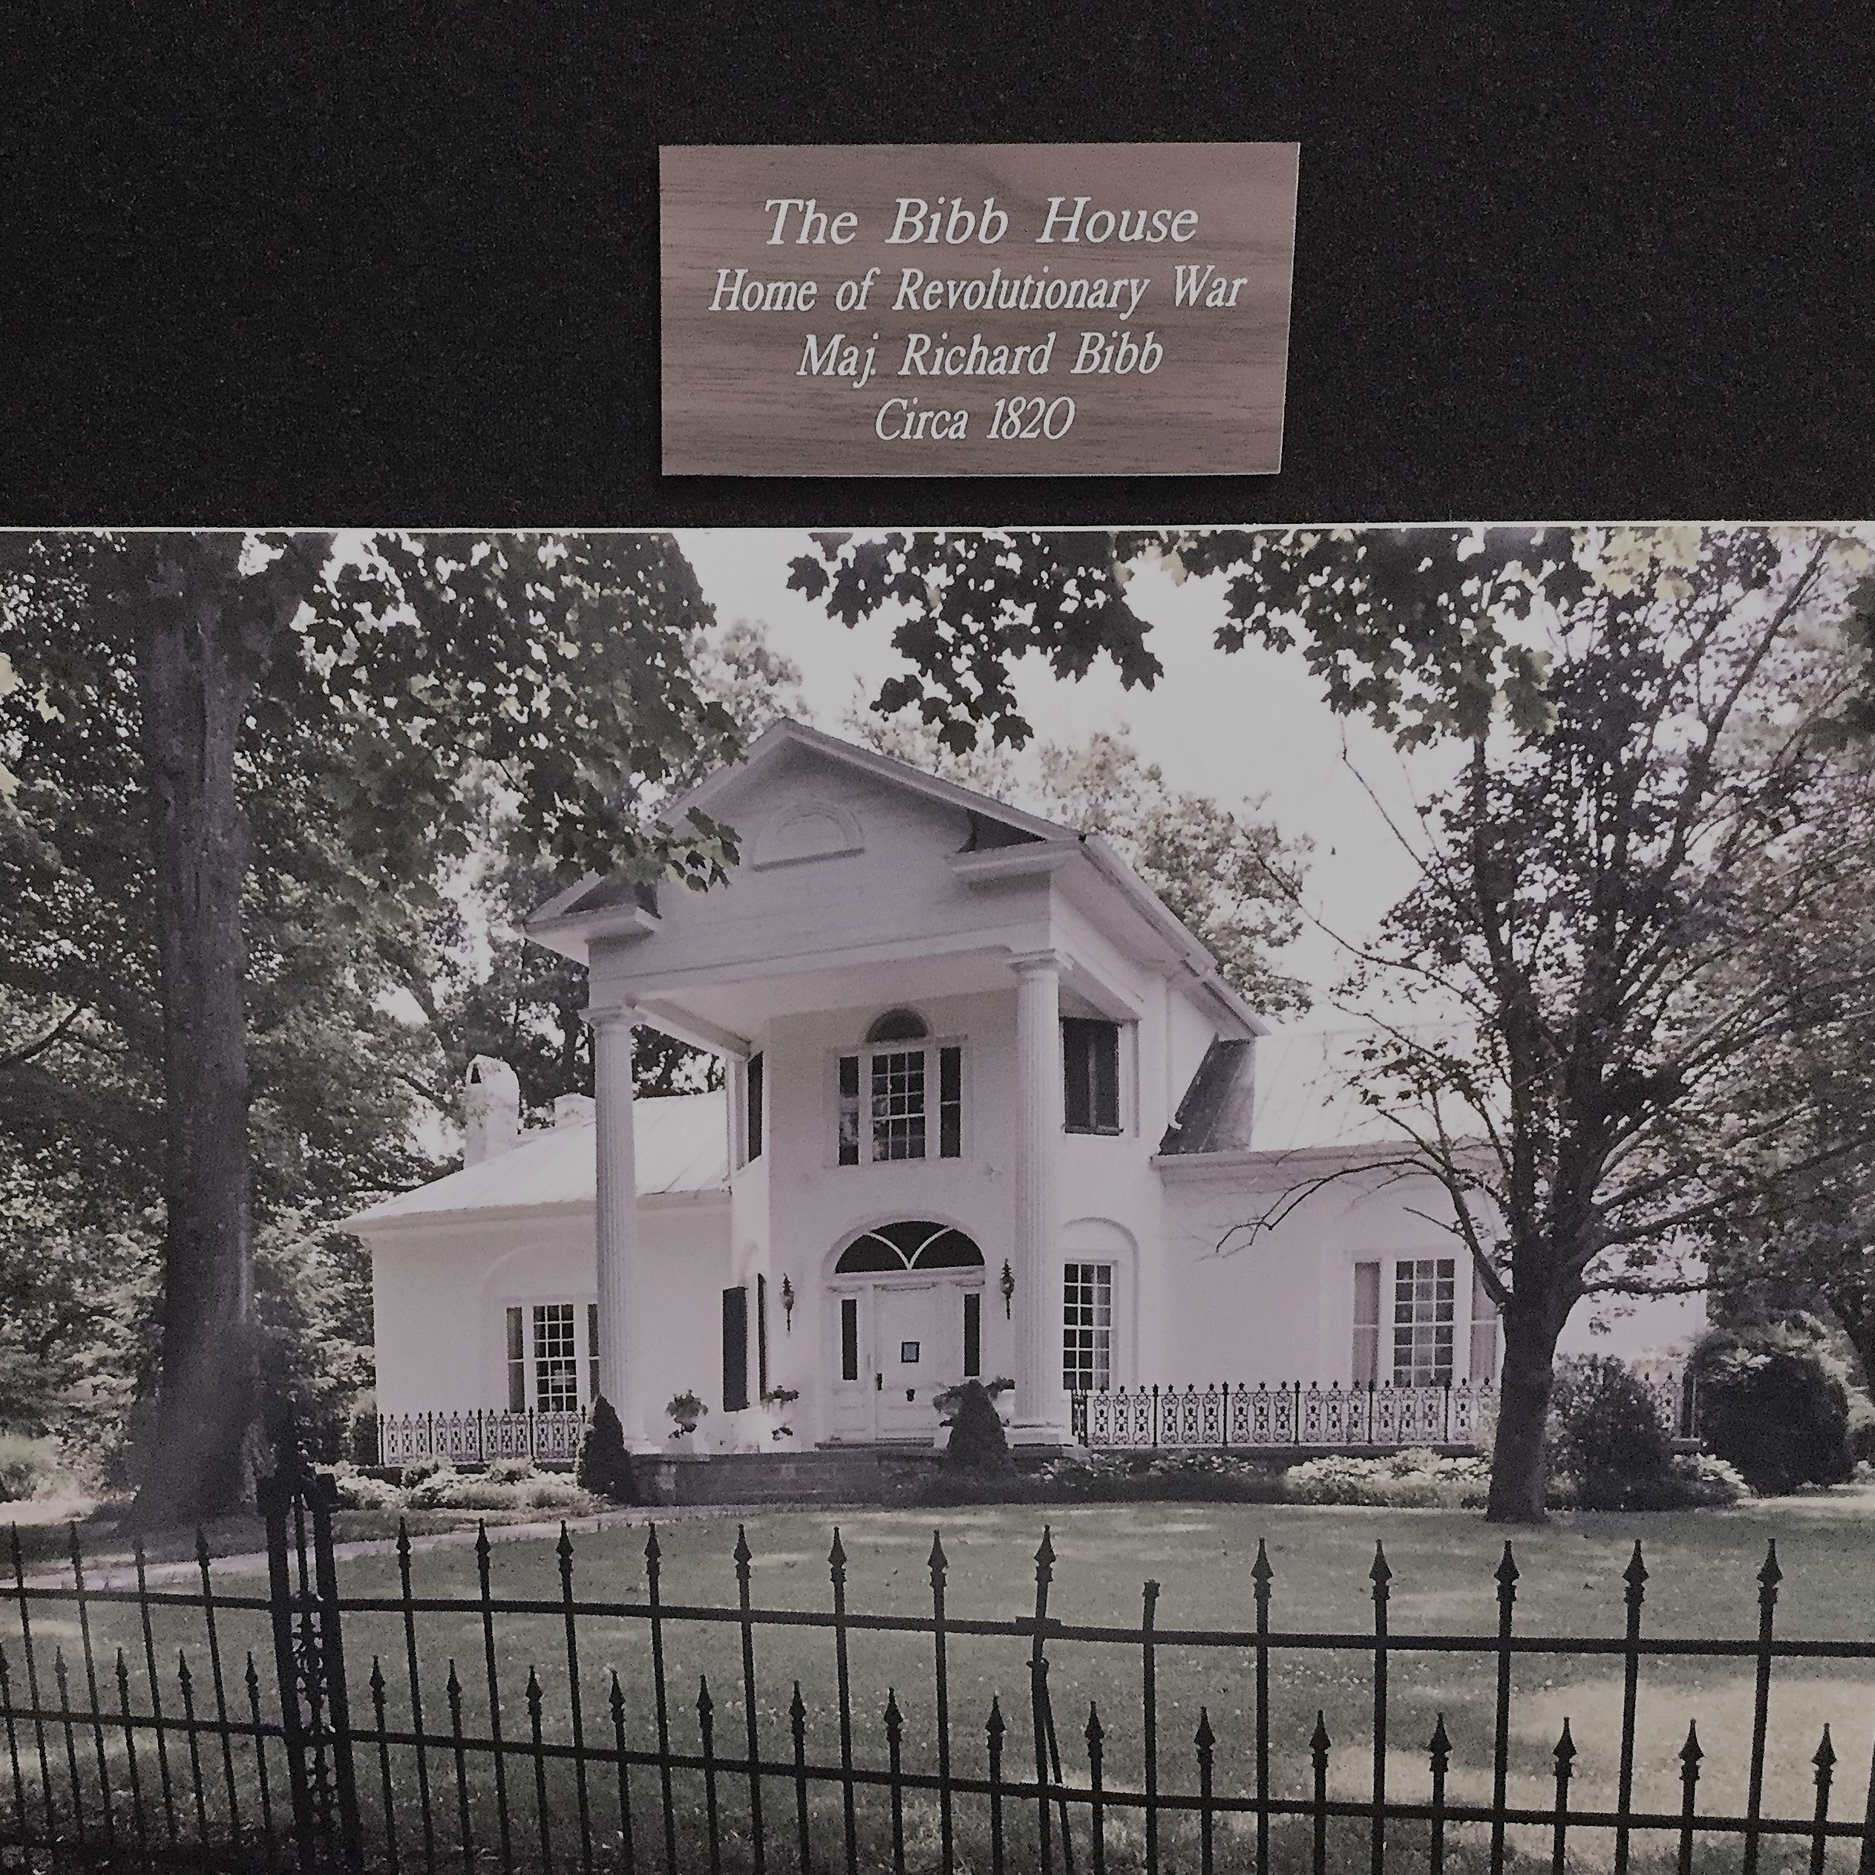 The Bibb House
Home of Revolutionary War
Maj. Richard Bibb
Circa 1820